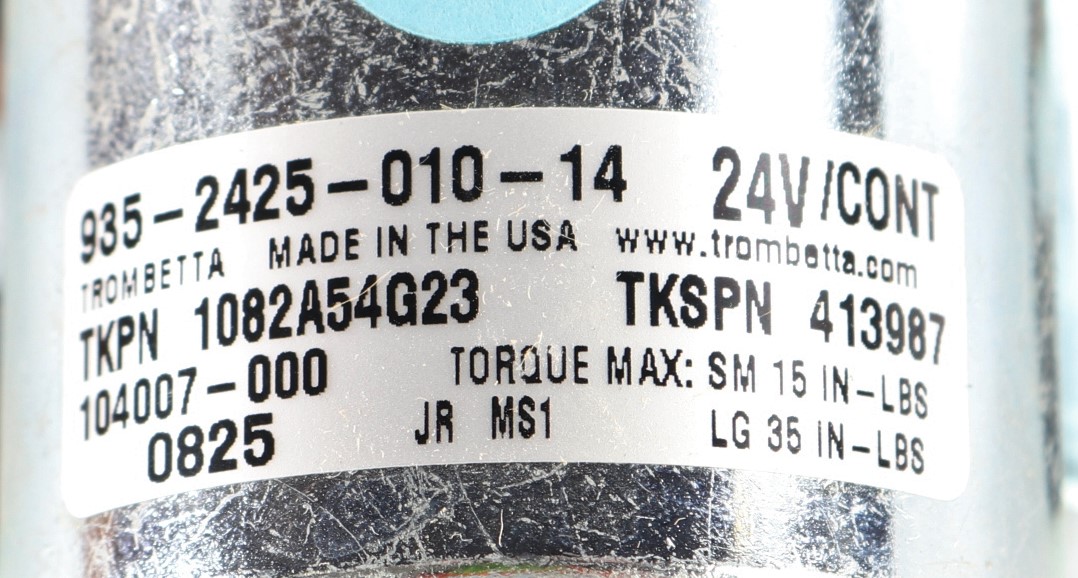 935-2425-010-14 24V/CONT
TROMBETTA MADE IN THE USA www.trombetta.com
TKPN 1082A54G23 TKSPN 413987
104007-000 TORQUE MAX: SM 15 IN-LBS
0825 JR MS1 LG 35 IN-LBS